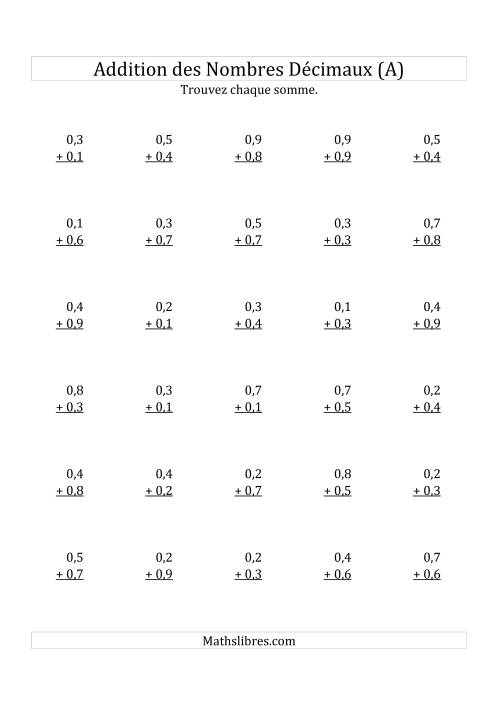 Addition des Nombres Décimaux (A)
Trouvez chaque somme.
0,3 0,5 0,9 0,9 0,5
+ 0,1 + 0,4 + 0,8 + 0,9 + 0,4
0,1 0,3 0,5 0,3 0,7
+ 0,6 + 0,7 + 0,7 + 0,3 + 0,8
0,4 0,2 0,3 0,1 0,4
+ 0,9 + 0,1 + 0,4 + 0,3 + 0,9
0,8 0,3 0,7 0,7 0,2
+ 0,3 + 0,1 + 0,1 + 0,5 + 0,4
0,4 0,4 0,2 0,8 0,2
+ 0,8 + 0,2 + 0,7 + 0,5 + 0,3
0,5 0,2 0,2 0,4 0,7
+ 0,7 + 0,9 + 0,3 + 0,6 + 0,6
Mathslibres.com